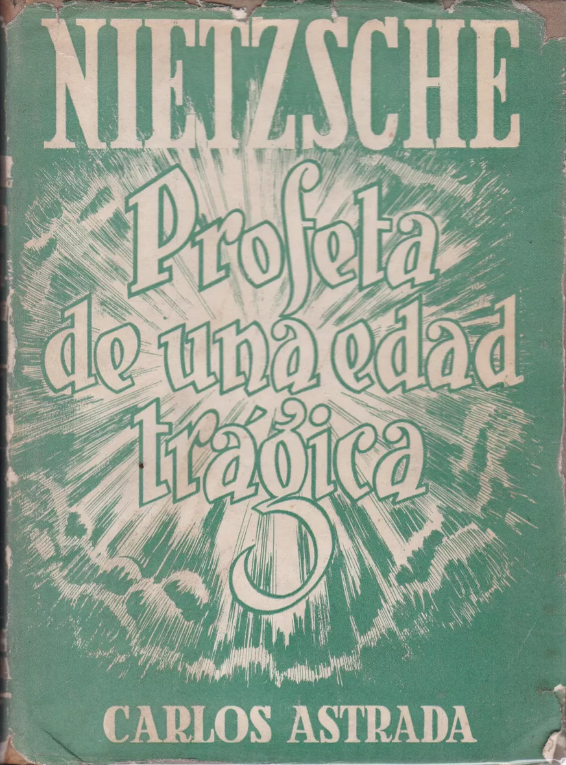 NIETZSCHE
Profeta
de una edad
trágica
CARLOS ASTRADA